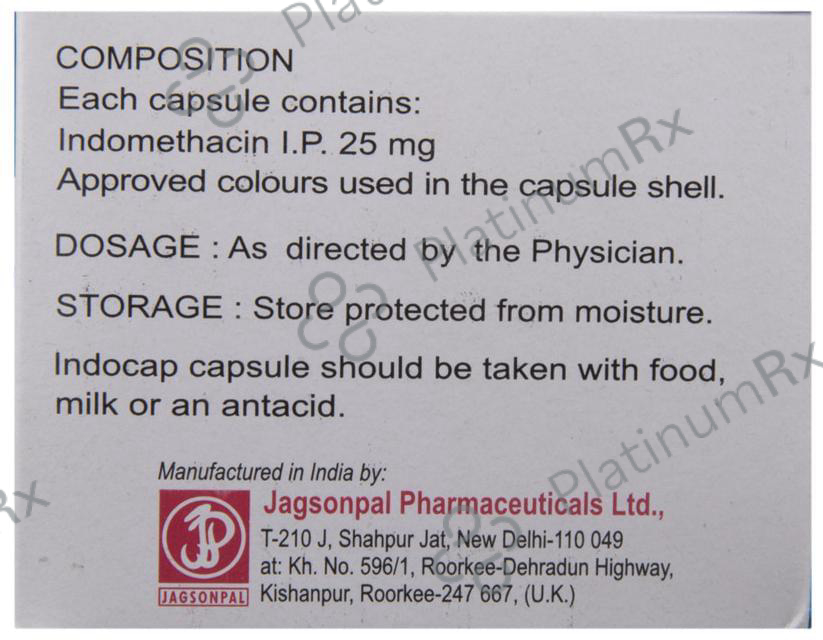 COMPOSITION
Each capsule contains:
Indomethacin I.P. 25 mg
Approved colours used in the capsule shell.
DOSAGE : As directed by the Physician.
STORAGE : Store protected from moisture.
Indocap capsule should be taken with food,
milk or an antacid.
Manufactured in India by:
Jagsonpal Pharmaceuticals Ltd.,
T-210 J, Shahpur Jat, New Delhi-110 049
at: Kh. No. 596/1, Roorkee-Dehradun Highway,
Kishanpur, Roorkee-247 667, (U.K.)
JAGSONPAL
PlatinumRx
PlatinumRx
Pla
Rx